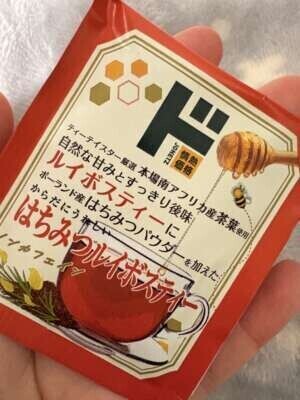 ド
情熱
価格
ティーテイスター厳選 本場南アフリカ産茶葉使用
自然な甘みとすっきり後味
ルイボスティーに
ポーランド産はちみつパウダーを加えた
からだにうれしい
はちみつルイボスティー
ノンカフェイン